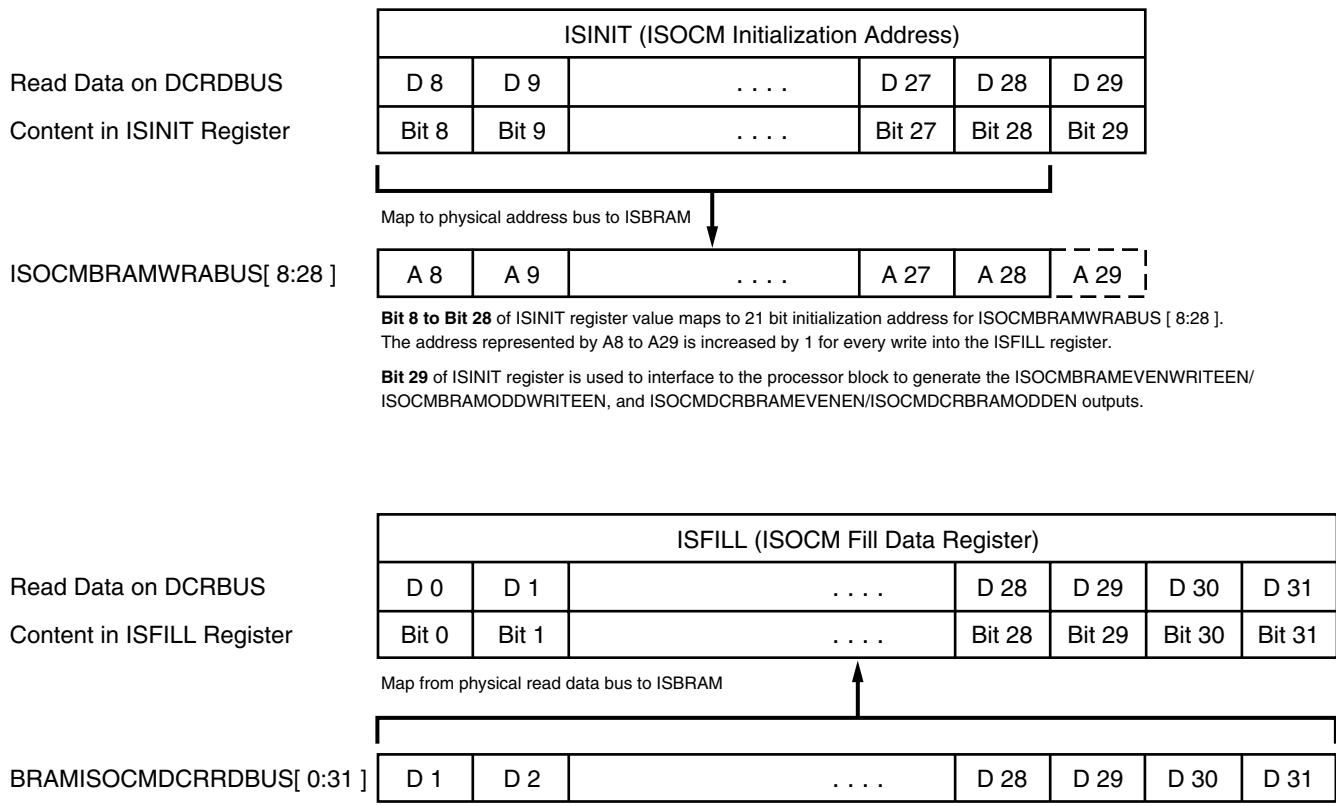 ISINIT (ISOCM Initialization Address)
Read Data on DCRDBUS D 8 D 9 . . . . D 27 D 28 D 29
Content in ISINIT Register Bit 8 Bit 9 . . . . Bit 27 Bit 28 Bit 29
Map to physical address bus to ISBRAM
ISOCMBRAMWRABUS[ 8:28 ] A 8 A 9 . . . . A 27 A 28 A 29
Bit 8 to Bit 28 of ISINIT register value maps to 21 bit initialization address for ISOCMBRAMWRABUS [ 8:28 ].
The address represented by A8 to A29 is increased by 1 for every write into the ISFILL register.
Bit 29 of ISINIT register is used to interface to the processor block to generate the ISOCMBRAMEVENWRITEEN/
ISOCMBRAMODDWRITEEN, and ISOCMDCRBRAMEVENEN/ISOCMDCRBRAMODDEN outputs.
ISFILL (ISOCM Fill Data Register)
Read Data on DCRBUS D 0 D 1 . . . . D 28 D 29 D 30 D 31
Content in ISFILL Register Bit 0 Bit 1 . . . . Bit 28 Bit 29 Bit 30 Bit 31
Map from physical read data bus to ISBRAM
BRAMISOCMDCRRDBUS[ 0:31 ] D 1 D 2 . . . . D 28 D 29 D 30 D 31